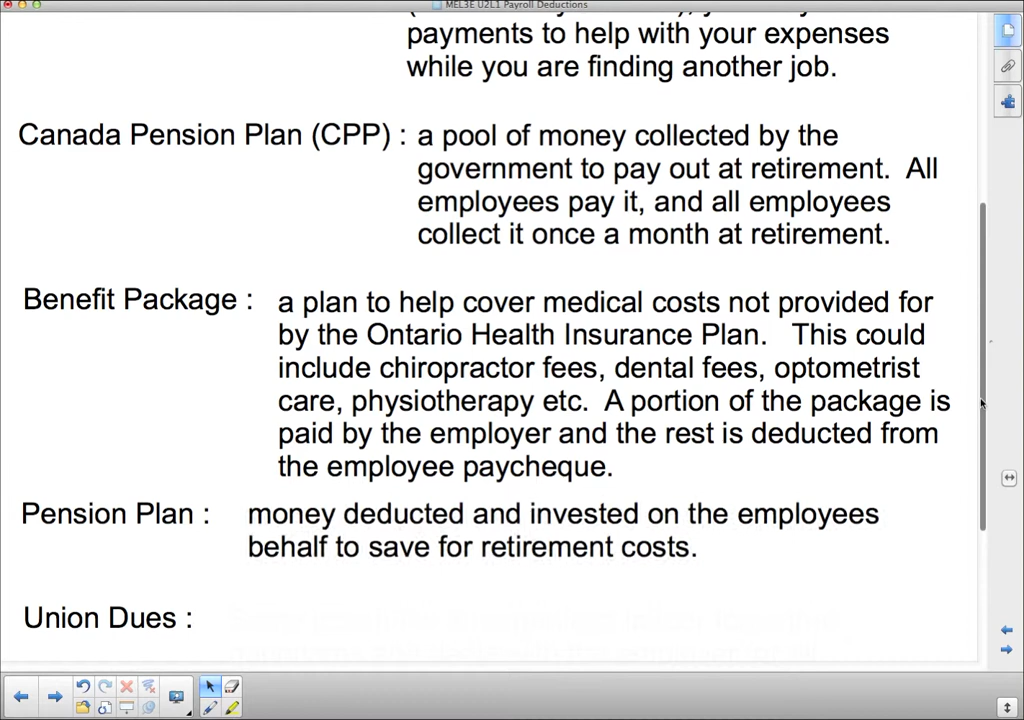 MEL3E U2L1 Payroll Deductions
payments to help with your expenses
while you are finding another job.
Canada Pension Plan (CPP) : a pool of money collected by the
government to pay out at retirement. All
employees pay it, and all employees
collect it once a month at retirement.
Benefit Package : a plan to help cover medical costs not provided for
by the Ontario Health Insurance Plan. This could
include chiropractor fees, dental fees, optometrist
care, physiotherapy etc. A portion of the package is
paid by the employer and the rest is deducted from
the employee paycheque.
Pension Plan : money deducted and invested on the employees
behalf to save for retirement costs.
Union Dues :